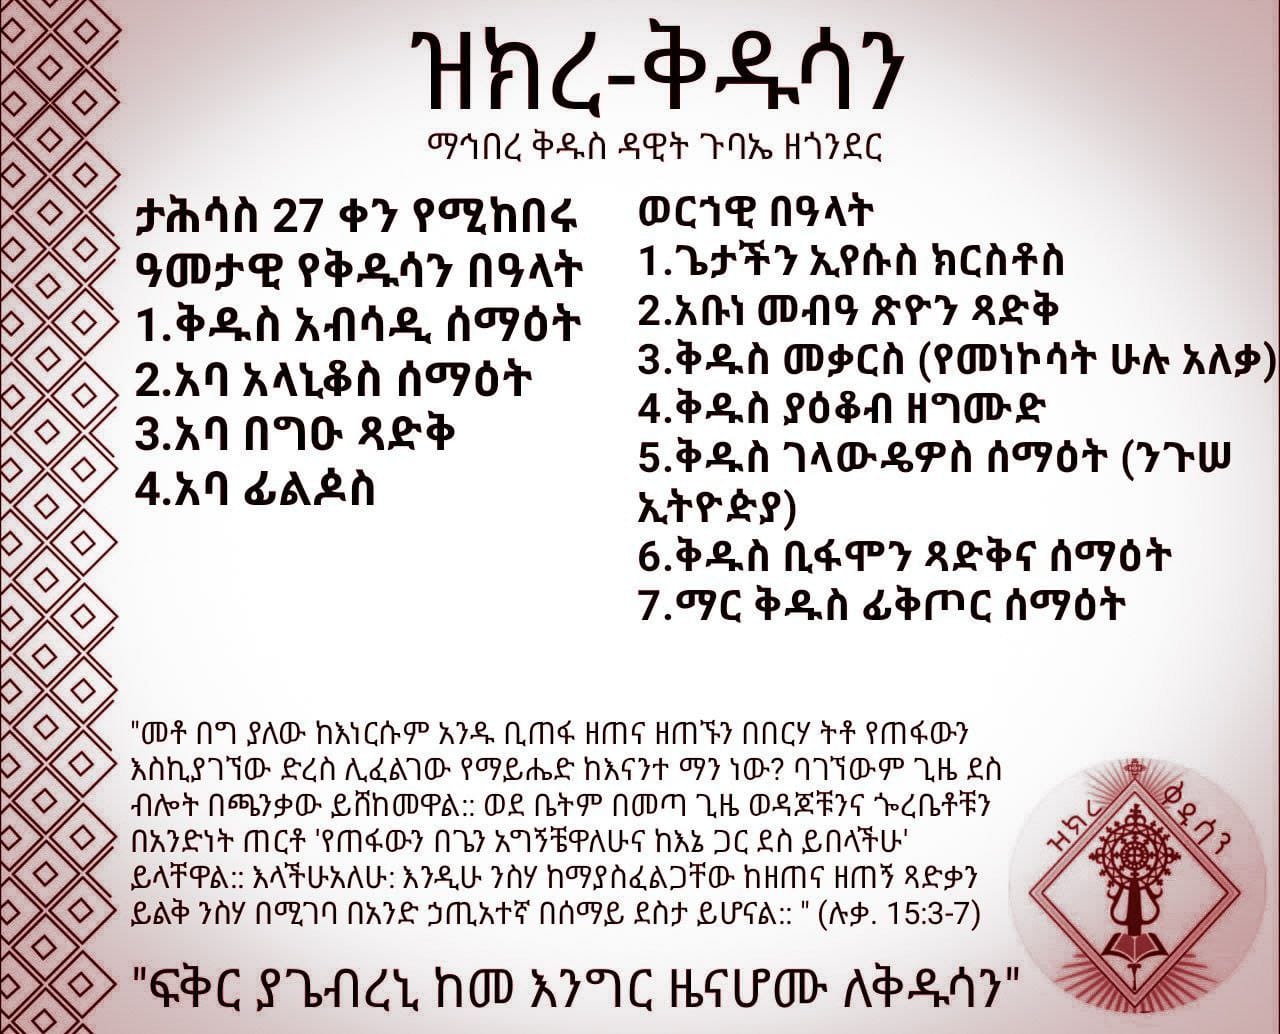 ዝክረ-ቅዱሳን
ማኅበረ ቅዱስ ዳዊት ጉባኤ ዘጎንደር
ታሕሳስ 27 ቀን የሚከበሩ
ዓመታዊ የቅዱሳን በዓላት
1.ቅዱስ አብሳዲ ሰማዕት
2.አባ አላኒቆስ ሰማዕት
3.አባ በግዑ ጻድቅ
4.አባ ፊልዾስ
ወርኀዊ በዓላት
1.ጌታችን ኢየሱስ ክርስቶስ
2.አቡነ መብዓ ጽዮን ጻድቅ
3.ቅዱስ መቃርስ (የመነኮሳት ሁሉ አለቃ)
4.ቅዱስ ያዕቆብ ዘግሙድ
5.ቅዱስ ገላውዴዎስ ሰማዕት (ንጉሠ
ኢትዮዽያ)
6.ቅዱስ ቢፋሞን ጻድቅና ሰማዕት
7.ማር ቅዱስ ፊቅጦር ሰማዕት
"መቶ በግ ያለው ከእነርሱም አንዱ ቢጠፋ ዘጠና ዘጠኙን በበርሃ ትቶ የጠፋውን
እስኪያገኘው ድረስ ሊፈልገው የማይሔድ ከእናንተ ማን ነው? ባገኘውም ጊዜ ደስ
ብሎት በጫንቃው ይሸከመዋል:: ወደ ቤትም በመጣ ጊዜ ወዳጆቹንና ጐረቤቶቹን
በአንድነት ጠርቶ 'የጠፋውን በጌን አግኝቼዋለሁና ከእኔ ጋር ደስ ይበላችሁ'
ይላቸዋል:: እላችሁአለሁ: እንዲሁ ንስሃ ከማያስፈልጋቸው ከዘጠና ዘጠኝ ጻድቃን
ይልቅ ንስሃ በሚገባ በአንድ ኃጢአተኛ በሰማይ ደስታ ይሆናል:: " (ሉቃ. 15:3-7)
"ፍቅር ያጌብረኒ ከመ እንግር ዜናሆሙ ለቅዱሳን"
ዝክረ ቅዱሳን